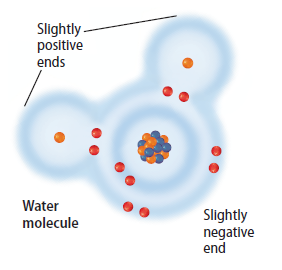 Slightly
positive
ends
Water
molecule
Slightly
negative
end